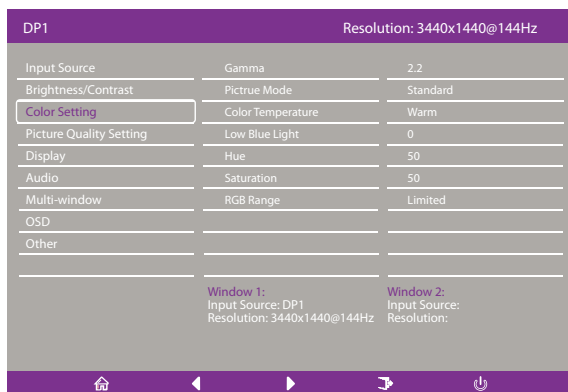 DP1 Resolution: 3440x1440@144Hz
Input Source Gamma 2.2
Brightness/Contrast Pictrue Mode Standard
Color Setting Color Temperature Warm
Picture Quality Setting Low Blue Light 0
Display Hue 50
Audio Saturation 50
Multi-window RGB Range Limited
OSD
Other
Window 1: Window 2:
Input Source: DP1 Input Source:
Resolution: 3440x1440@144Hz Resolution: